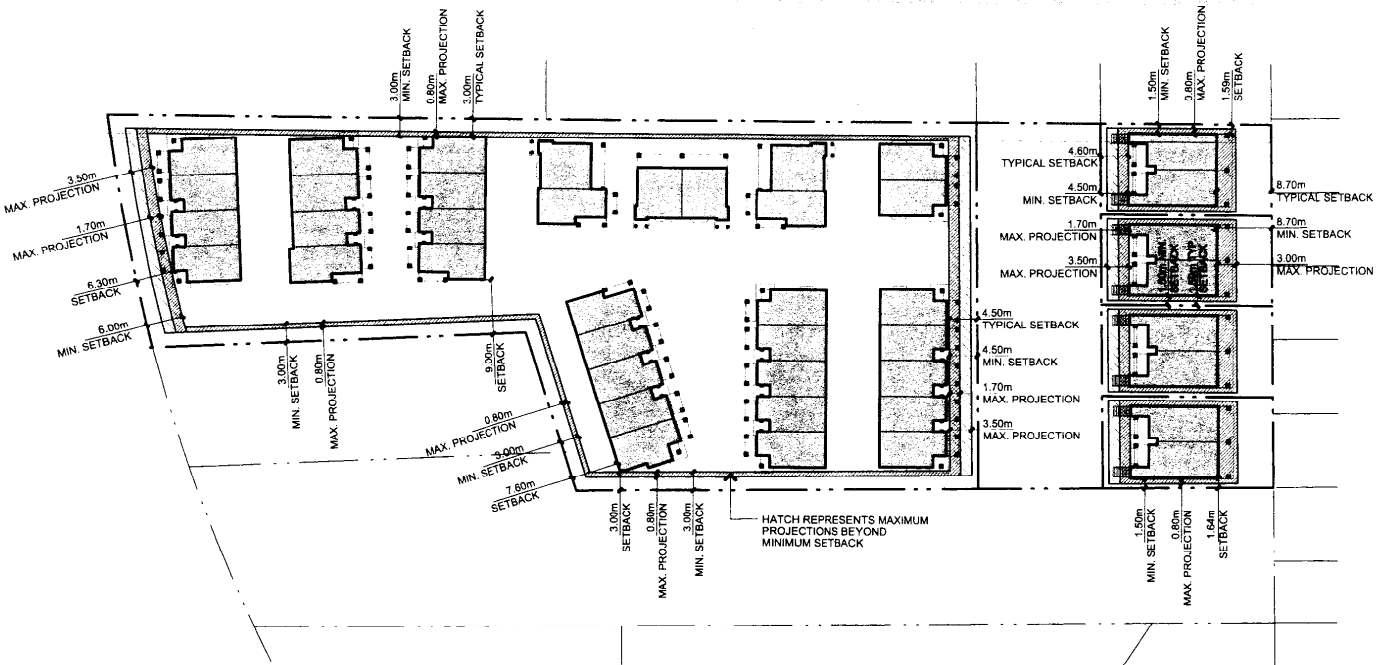 3.00m
MIN. SETBACK
0.80m
MAX. PROJECTION
3.00m
TYPICAL SETBACK
1.50m
MIN. SETBACK
0.80m
MAX. PROJECTION
1.59m
SETBACK
3.50m
MAX. PROJECTION
1.70m
MAX. PROJECTION
6.30m
SETBACK
6.00m
MIN. SETBACK
3.00m
MIN. SETBACK
0.80m
MAX. PROJECTION
9.00m
SETBACK
0.80m
MAX. PROJECTION
3.00m
MIN. SETBACK
7.60m
SETBACK
3.00m
SETBACK
0.80m
MAX. PROJECTION
3.00m
MIN. SETBACK
HATCH REPRESENTS MAXIMUM
PROJECTIONS BEYOND
MINIMUM SETBACK
4.50m
TYPICAL SETBACK
4.50m
MIN. SETBACK
1.70m
MAX. PROJECTION
3.50m
MAX. PROJECTION
4.60m
TYPICAL SETBACK
4.50m
MIN. SETBACK
1.70m
MAX. PROJECTION
3.50m
MAX. PROJECTION
MIN.
SETBACK
TYP.
SETBACK
8.70m
TYPICAL SETBACK
8.70m
MIN. SETBACK
3.00m
MAX. PROJECTION
1.50m
MIN. SETBACK
0.80m
MAX. PROJECTION
1.64m
SETBACK